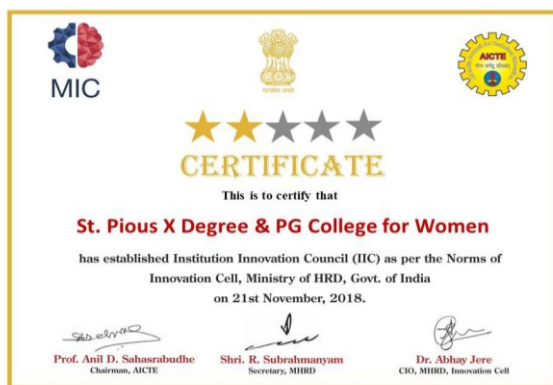 MIC
AICTE
CERTIFICATE
This is to certify that
St. Pious X Degree & PG College for Women
has established Institution Innovation Council (IIC) as per the Norms of
Innovation Cell, Ministry of HRD, Govt. of India
on 21st November, 2018.
Prof. Anil D. Sahasrabudhe
Chairman, AICTE
Shri. R. Subrahmanyam
Secretary, MHRD
Dr. Abhay Jere
CIO, MHRD, Innovation Cell